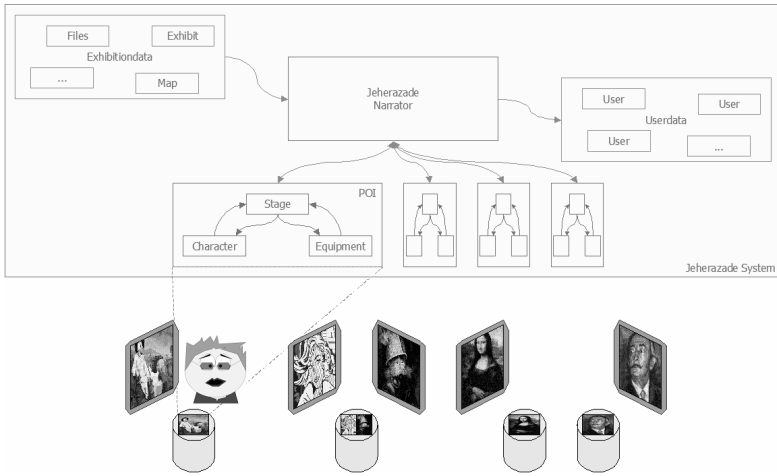 Files
Exhibit
Exhibitiondata
...
Map
Jeherazade
Narrator
User
User
Userdata
User
...
POI
Stage
Character
Equipment
Jeherazade System